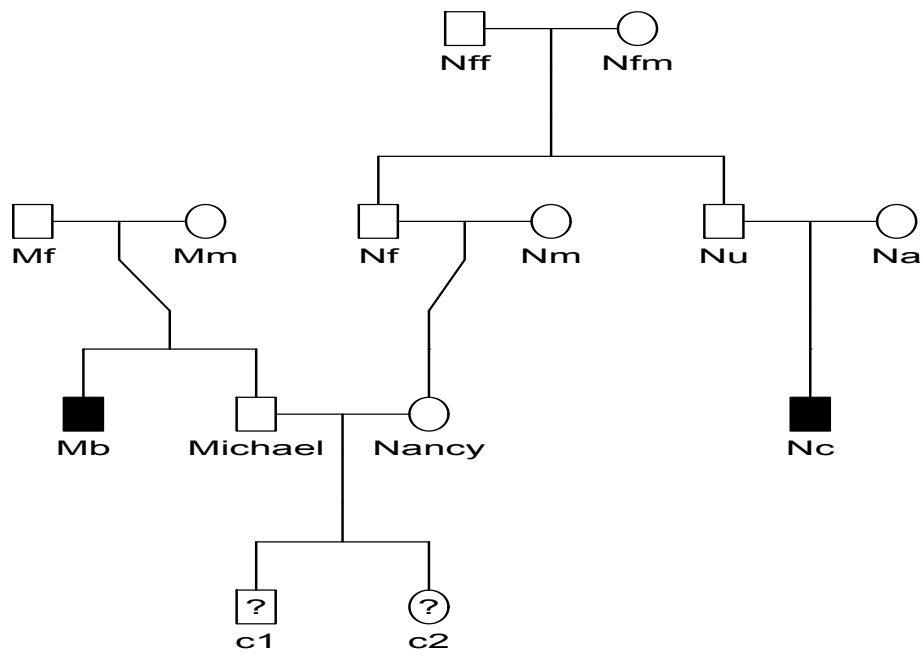 Nff Nfm
Mf Mm Nf Nm Nu Na
Mb Michael Nancy Nc
? ?
c1 c2